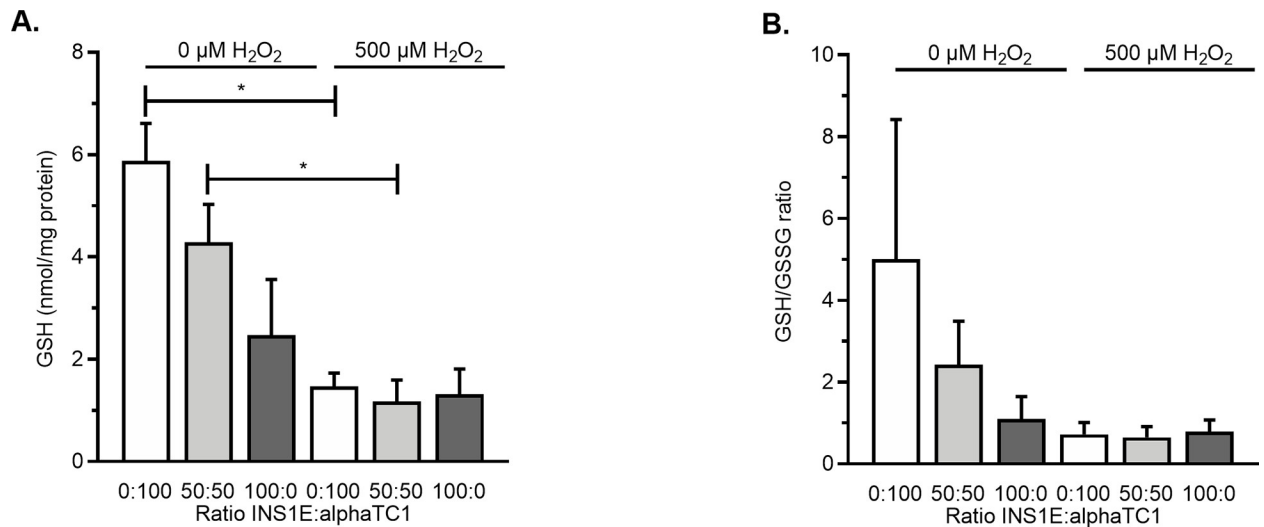 A.
0 µM H₂O₂ 500 µM H₂O₂
*
*
GSH (nmol/mg protein)
8
6
4
2
0
0:100 50:50 100:0 0:100 50:50 100:0
Ratio INS1E:alphaTC1
B.
0 µM H₂O₂ 500 µM H₂O₂
GSH/GSSG ratio
10
8
6
4
2
0
0:100 50:50 100:0 0:100 50:50 100:0
Ratio INS1E:alphaTC1